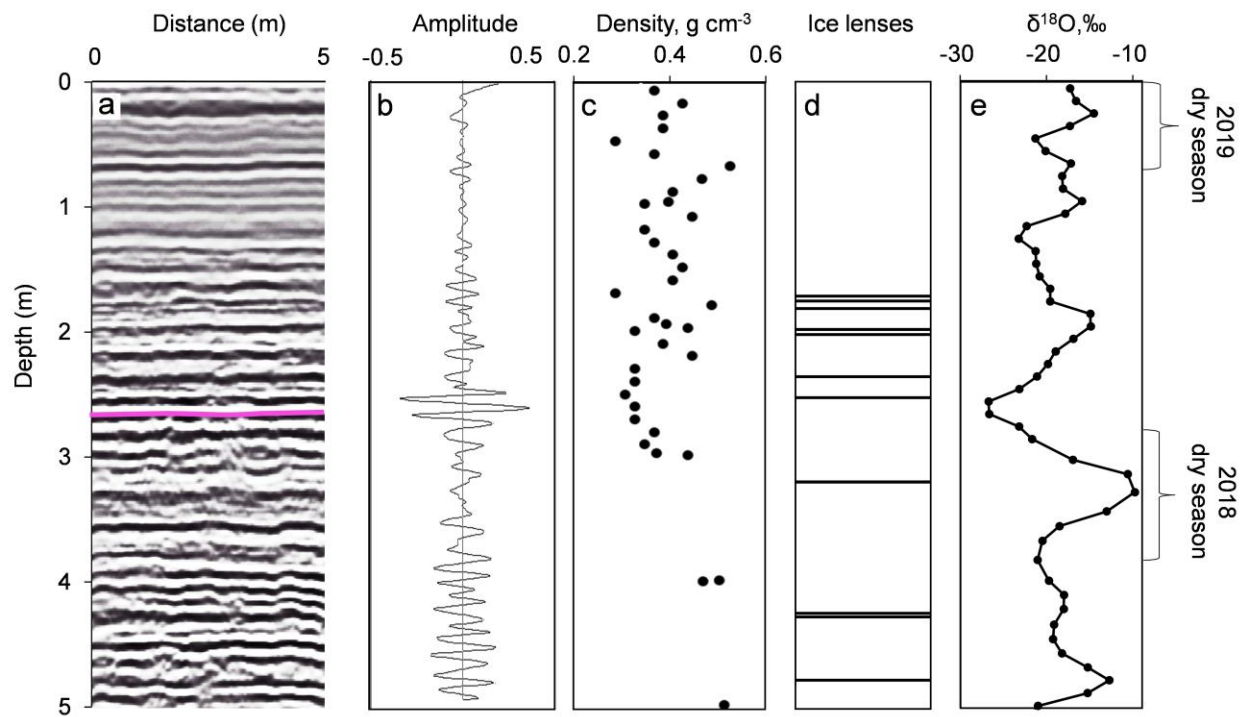 Distance (m) Amplitude Density, g cm-3 Ice lenses δ¹⁸O,‰
0 5 -0.5 0.5 0.2 0.4 0.6 -30 -20 -10
a b c d e
0
1
2
3
4
5
Depth (m)
2019
dry season
2018
dry season